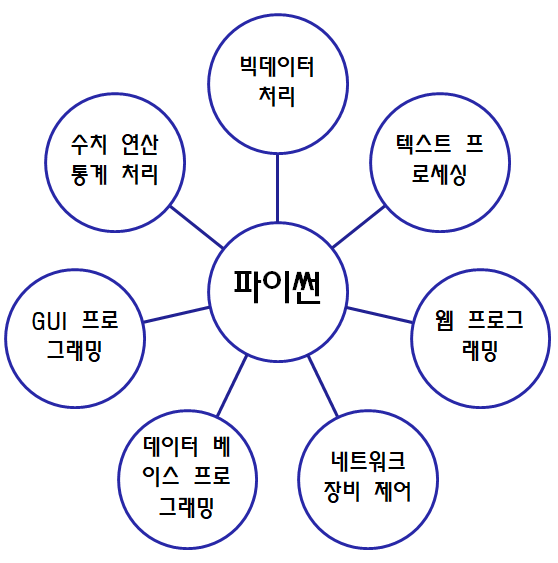 빅데이터
처리
수치 연산
통계 처리
텍스트 프
로세싱
파이썬
GUI 프로
그래밍
웹 프로그
래밍
데이터 베
이스 프로
그래밍
네트워크
장비 제어